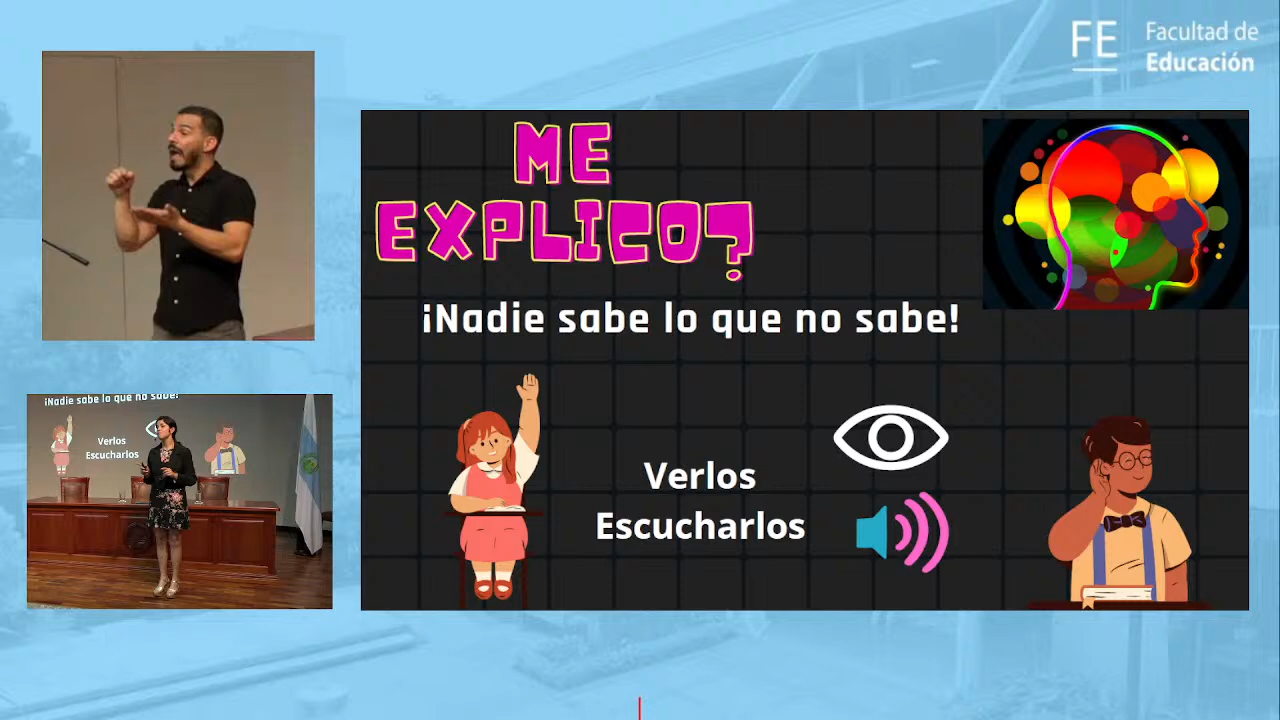 FE
Facultad de
Educación
ME
EXPLICO?
¡Nadie sabe lo que no sabe!
Verlos
Escucharlos
¡Nadie sabe lo que no sabe!
Verlos
Escucharlos